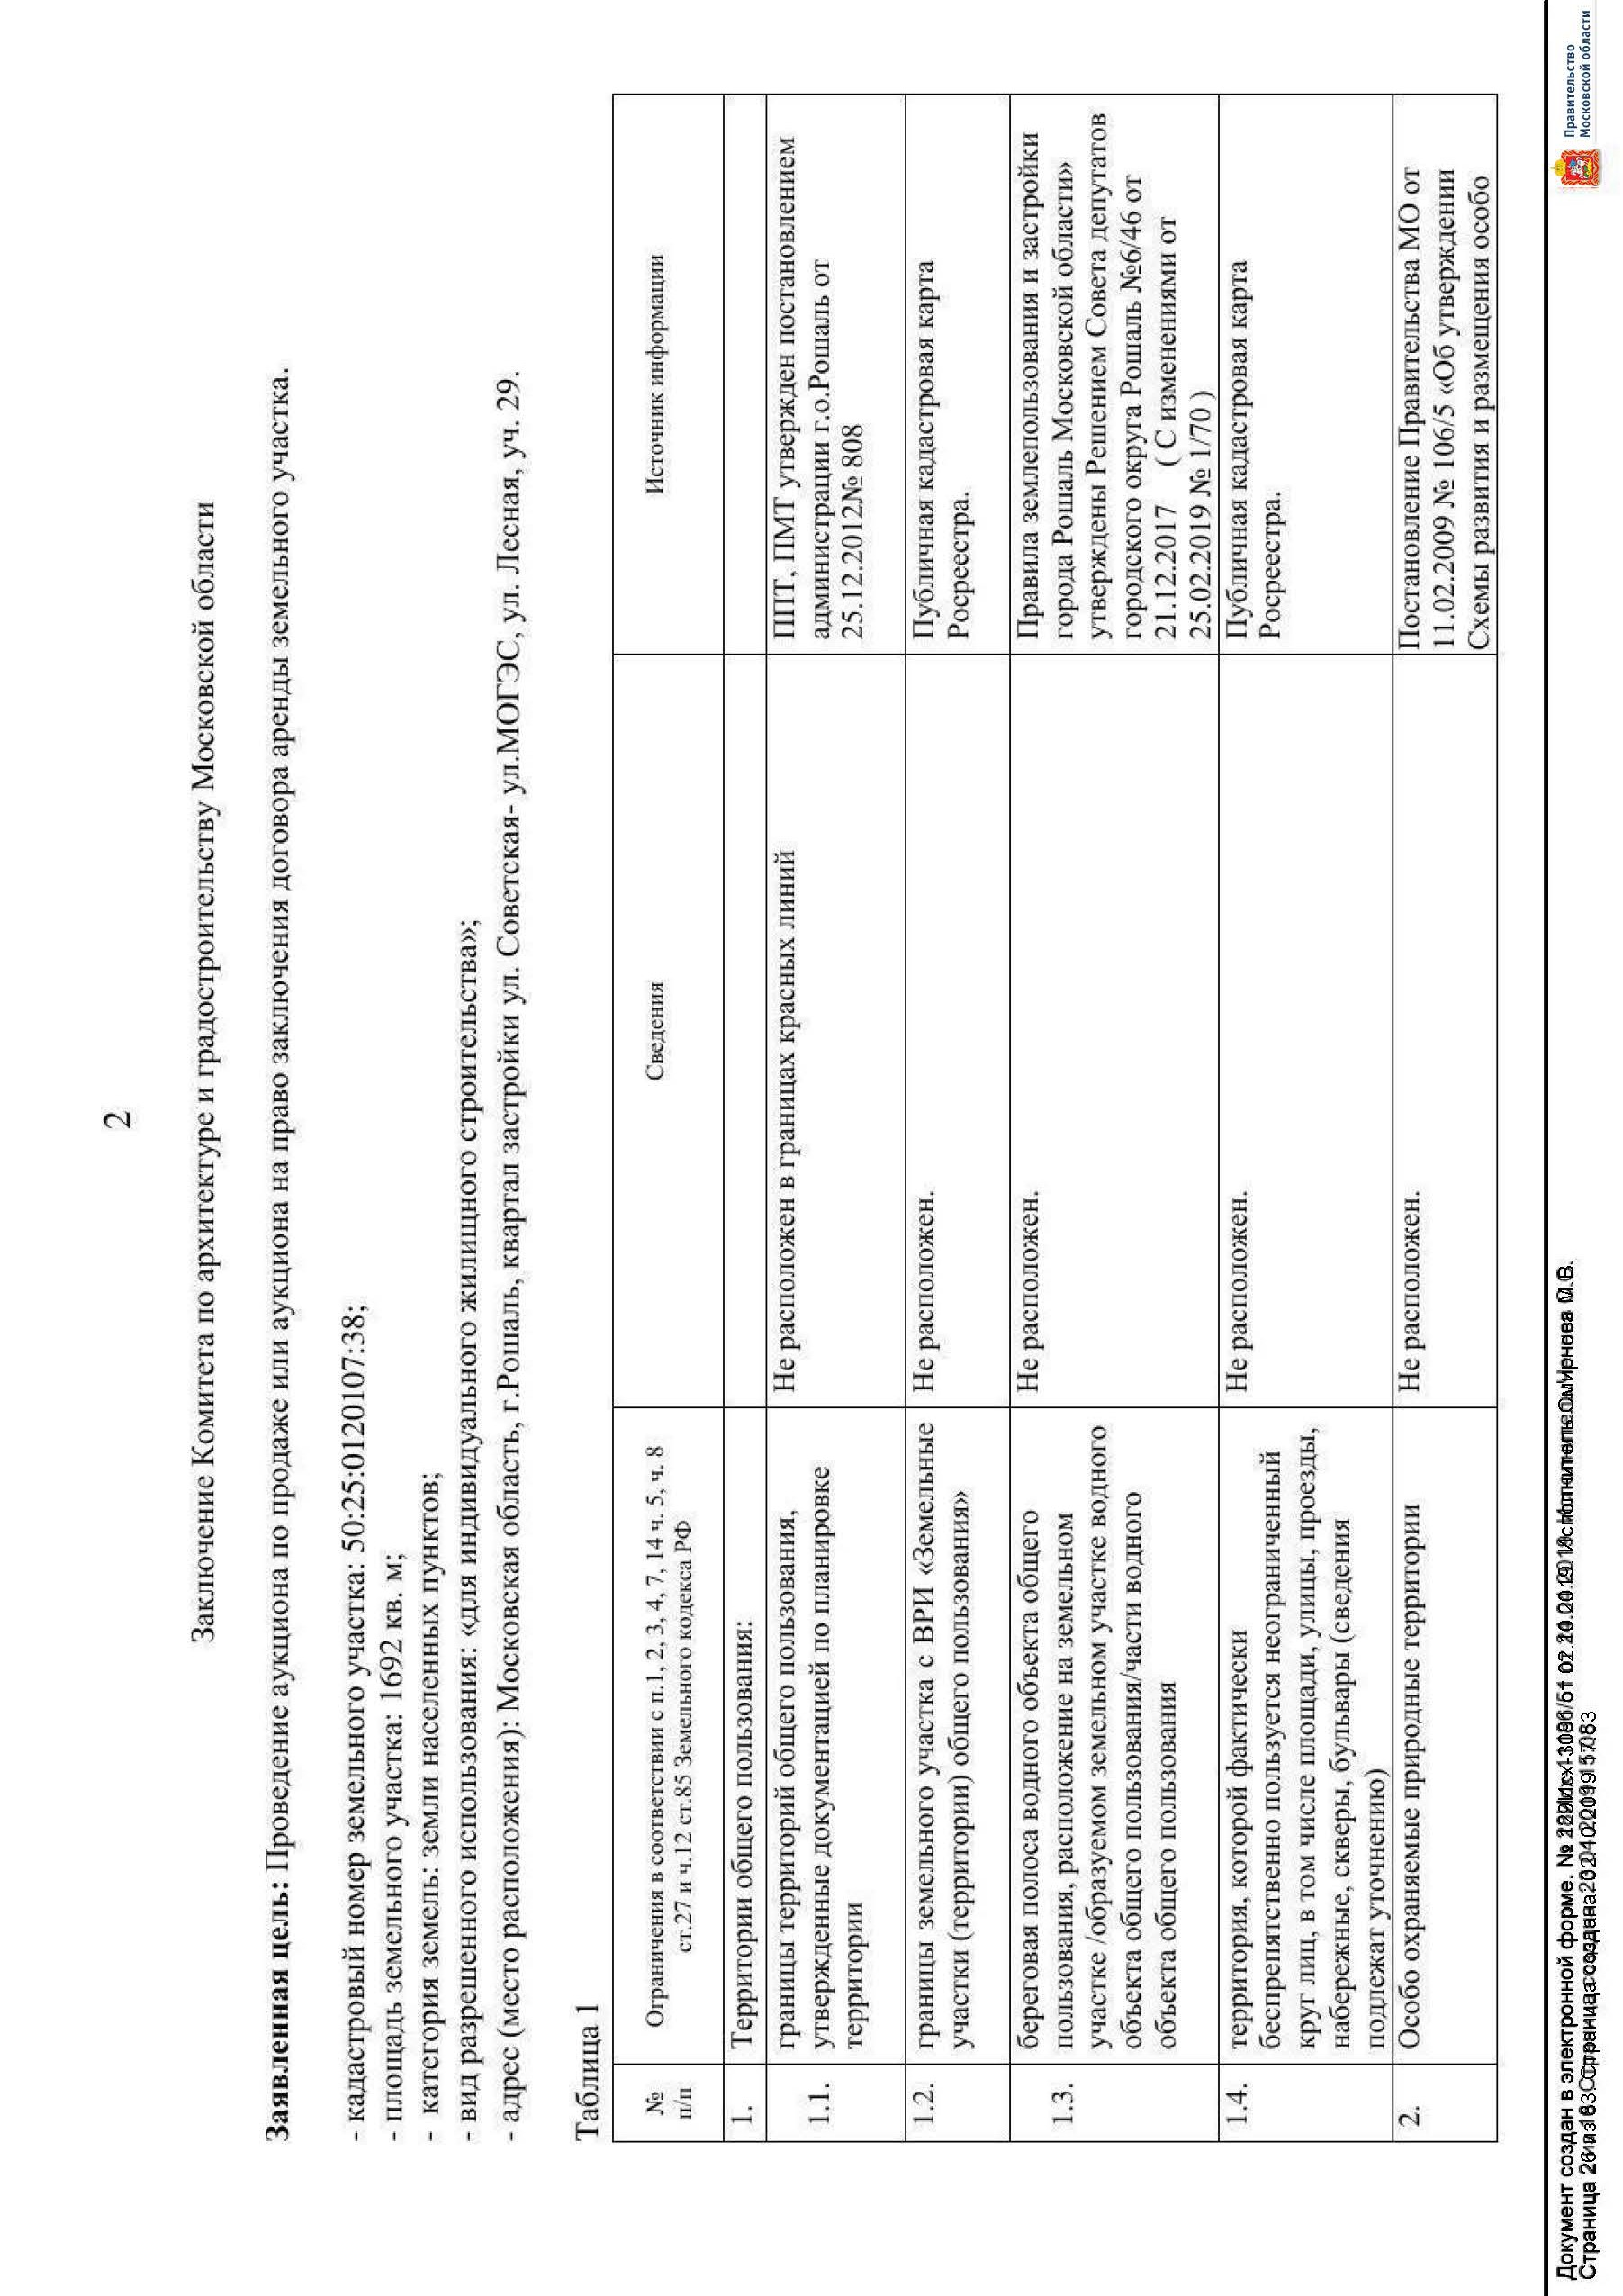 2
Заключение Комитета по архитектуре и градостроительству Московской области
Заявленная цель: Проведение аукциона по продаже или аукциона на право заключения договора аренды земельного участка.
- кадастровый номер земельного участка: 50:25:0120107:38;
- площадь земельного участка: 1692 кв. м;
- категория земель: земли населенных пунктов;
- вид разрешенного использования: «для индивидуального жилищного строительства»;
- адрес (место расположения): Московская область, г.Рошаль, квартал застройки ул. Советская- ул.МОГЭС, ул. Лесная, уч. 29.
Таблица 1
№
п/п
Ограничения в соответствии с п.1, 2, 3, 4, 7, 14 ч. 5, ч. 8
ст.27 и ч.12 ст.85 Земельного кодекса РФ
Сведения
Источник информации
1.
Территории общего пользования:
1.1.
границы территорий общего пользования,
утвержденные документацией по планировке
территории
Не расположен в границах красных линий
ППТ, ПМТ утвержден постановлением
администрации г.о.Рошаль от
25.12.2012№ 808
1.2.
границы земельного участка с ВРИ «Земельные
участки (территории) общего пользования»
Не расположен.
Публичная кадастровая карта
Росреестра.
1.3.
береговая полоса водного объекта общего
пользования, расположение на земельном
участке /образуемом земельном участке водного
объекта общего пользования/части водного
объекта общего пользования
Не расположен.
Правила землепользования и застройки
города Рошаль Московской области»
утверждены Решением Совета депутатов
городского округа Рошаль №6/46 от
21.12.2017 ( С изменениями от
25.02.2019 № 1/70 )
1.4.
территория, которой фактически
беспрепятственно пользуется неограниченный
круг лиц, в том числе площади, улицы, проезды,
набережные, скверы, бульвары (сведения
подлежат уточнению)
Не расположен.
Публичная кадастровая карта
Росреестра.
2.
Особо охраняемые природные территории
Не расположен.
Постановление Правительства МО от
11.02.2009 № 106/5 «Об утверждении
Схемы развития и размещения особо
Документ создан в электронной форме. №
Страница
Правительство
Московской области